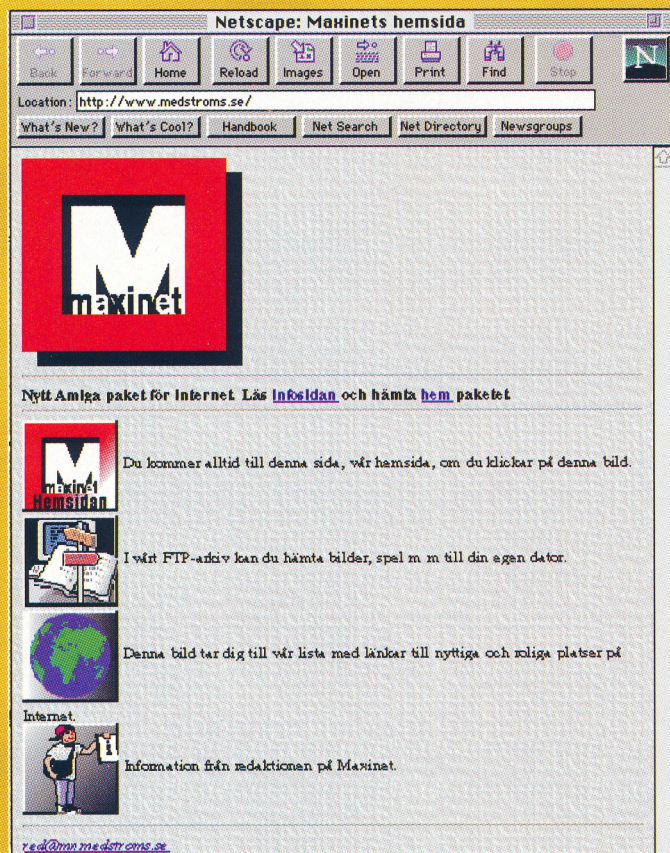 Netscape: Maxinets hemsida
Back Forward Home Reload Images Open Print Find Stop
N
Location: http://www.medstroms.se/
What's New? What's Cool? Handbook Net Search Net Directory Newsgroups
M
maxinet
Nytt Amiga paket för Internet. Läs Infosidan och hämta hem paketet.
M
maxinet
Hemsidan
Du kommer alltid till denna sida, vår hemsida, om du klickar på denna bild.
I vårt FTP-arkiv kan du hämta bilder, spel m m till din egen dator.
Denna bild tar dig till vår lista med länkar till nyttiga och roliga platser på
Internet.
i
Information från redaktionen på Maxinet.
red@mx.medstroms.se